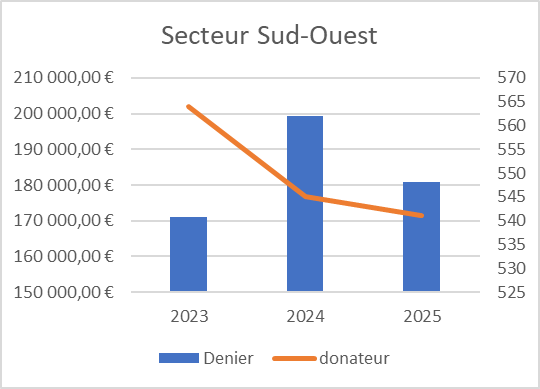 Secteur Sud-Ouest
210 000,00 € 570
200 000,00 € 565
190 000,00 € 560
180 000,00 € 555
170 000,00 € 550
160 000,00 € 545
150 000,00 € 540
535
530
525
2023 2024 2025
Denier donateur